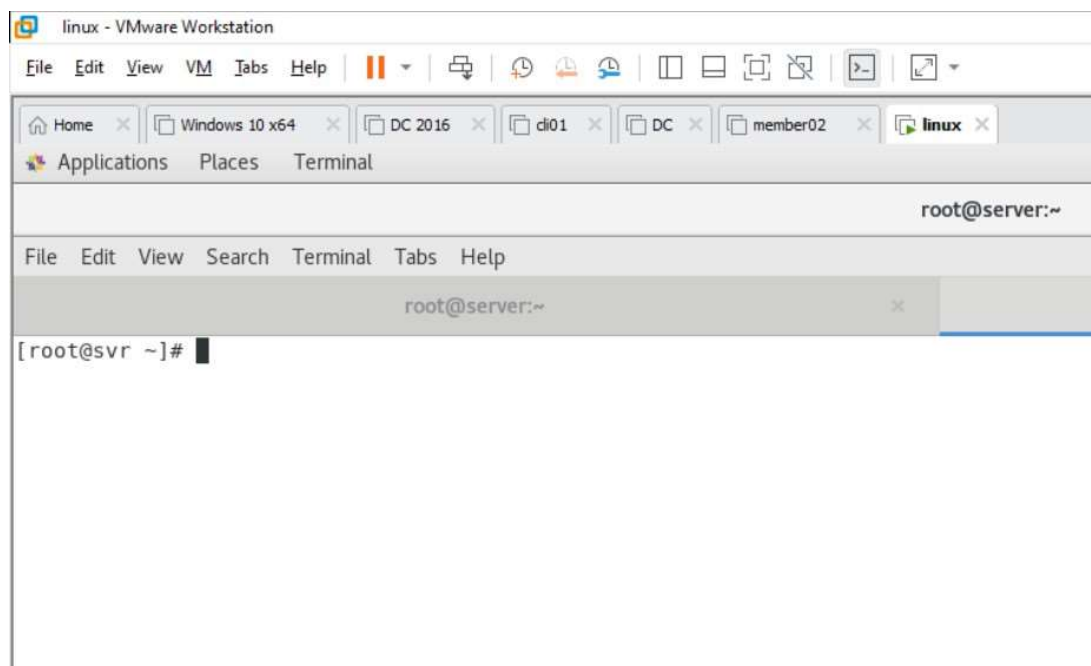 linux - VMware Workstation
File Edit View VM Tabs Help
Home Windows 10 x64 DC 2016 cli01 DC member02 linux
Applications Places Terminal
root@server:~
File Edit View Search Terminal Tabs Help
root@server:~
[root@svr ~]#